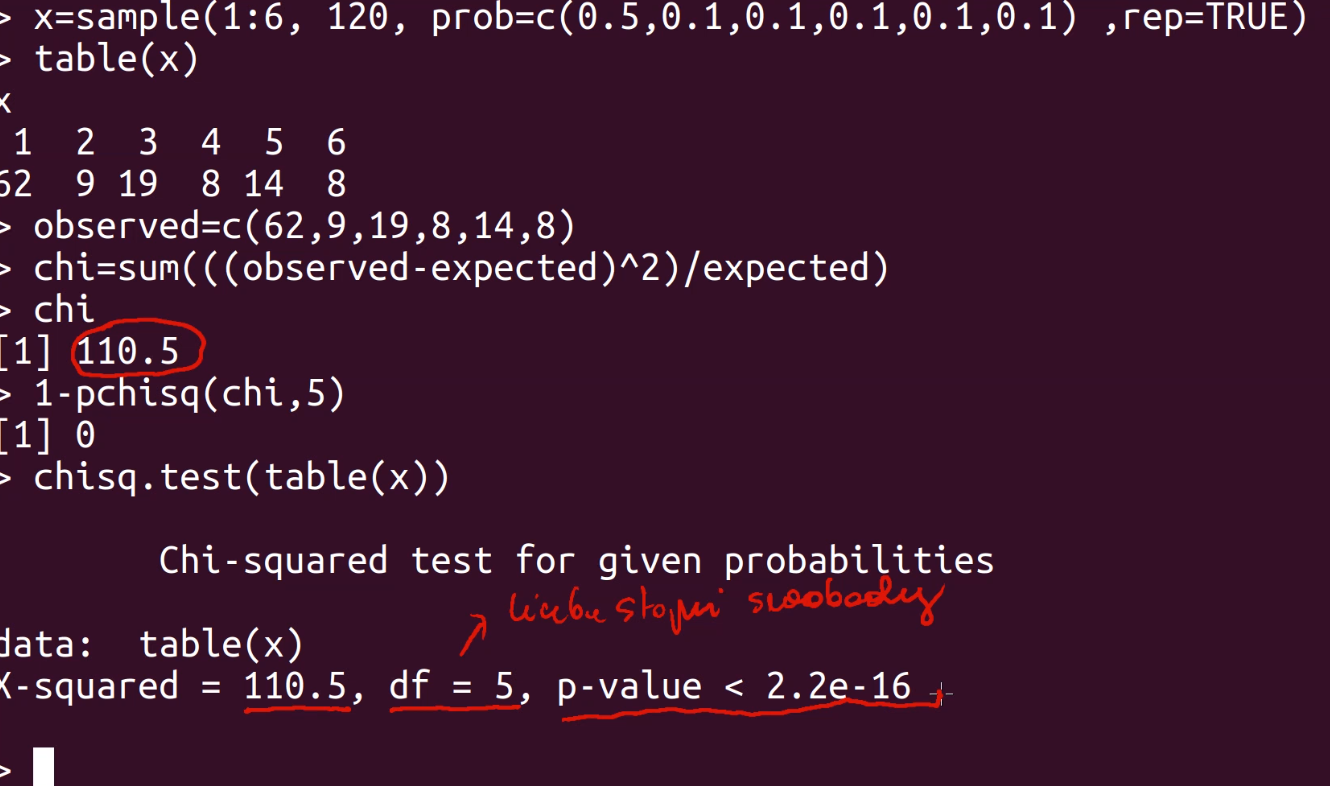 > x=sample(1:6, 120, prob=c(0.5,0.1,0.1,0.1,0.1,0.1) ,rep=TRUE)
> table(x)
x
1 2 3 4 5 6
62 9 19 8 14 8
> observed=c(62,9,19,8,14,8)
> chi=sum(((observed-expected)^2)/expected)
> chi
[1] 110.5
> 1-pchisq(chi,5)
[1] 0
> chisq.test(table(x))
Chi-squared test for given probabilities
liczba stopni swobody
data: table(x)
X-squared = 110.5, df = 5, p-value < 2.2e-16
>